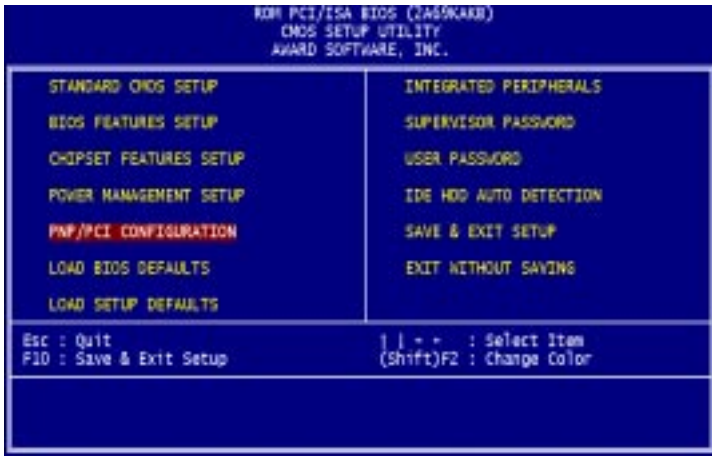 ROM PCI/ISA BIOS (2A69KAKB)
CMOS SETUP UTILITY
AWARD SOFTWARE, INC.
STANDARD CMOS SETUP
BIOS FEATURES SETUP
CHIPSET FEATURES SETUP
POWER MANAGEMENT SETUP
PNP/PCI CONFIGURATION
LOAD BIOS DEFAULTS
LOAD SETUP DEFAULTS
INTEGRATED PERIPHERALS
SUPERVISOR PASSWORD
USER PASSWORD
IDE HDD AUTO DETECTION
SAVE & EXIT SETUP
EXIT WITHOUT SAVING
Esc : Quit
F10 : Save & Exit Setup
: Select Item
(Shift)F2 : Change Color